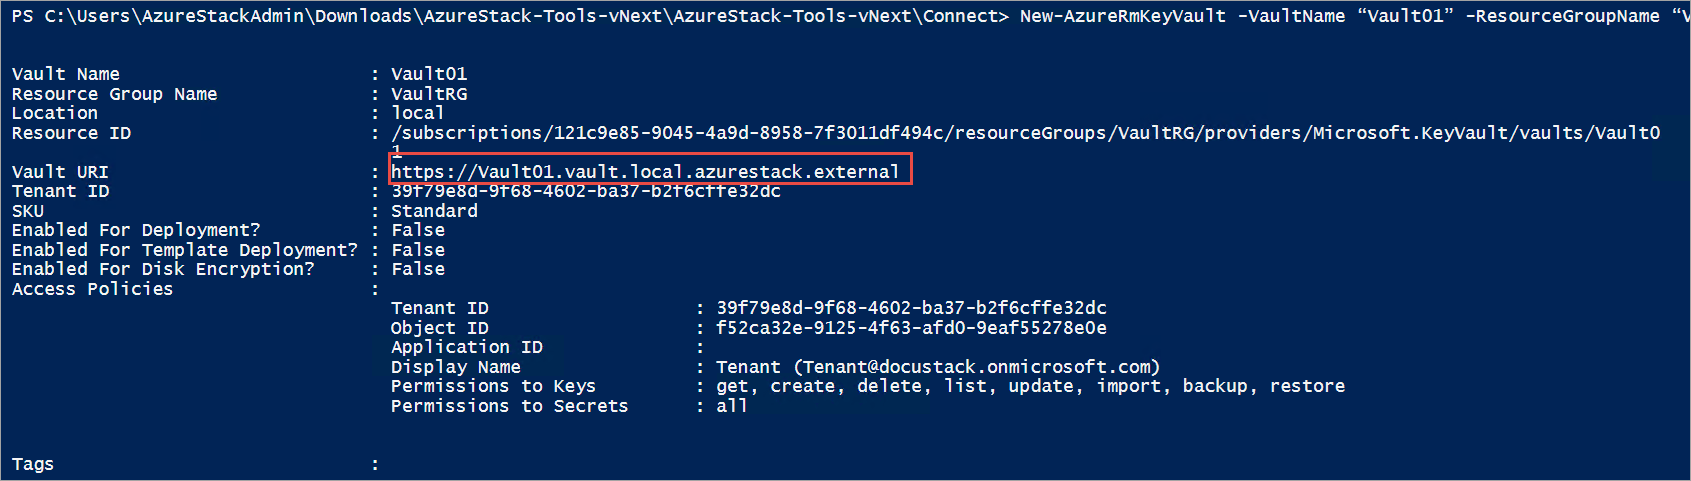 PS C:\Users\AzureStackAdmin\Downloads\AzureStack-Tools-vNext\AzureStack-Tools-vNext\Connect> New-AzureRmKeyVault -VaultName “Vault01” -ResourceGroupName “V
Vault Name : Vault01
Resource Group Name : VaultRG
Location : local
Resource ID : /subscriptions/121c9e85-9045-4a9d-8958-7f3011df494c/resourceGroups/VaultRG/providers/Microsoft.KeyVault/vaults/Vault0
1
Vault URI : https://Vault01.vault.local.azurestack.external
Tenant ID : 39f79e8d-9f68-4602-ba37-b2f6cffe32dc
SKU : Standard
Enabled For Deployment? : False
Enabled For Template Deployment? : False
Enabled For Disk Encryption? : False
Access Policies :
Tenant ID : 39f79e8d-9f68-4602-ba37-b2f6cffe32dc
Object ID : f52ca32e-9125-4f63-afd0-9eaf55278e0e
Application ID :
Display Name : Tenant (Tenant@docustack.onmicrosoft.com)
Permissions to Keys : get, create, delete, list, update, import, backup, restore
Permissions to Secrets : all
Tags :